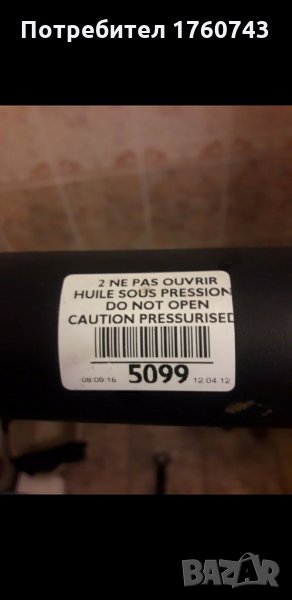 Потребител 1760743
2 NE PAS OUVRIR
HUILE SOUS PRESSION
DO NOT OPEN
CAUTION PRESSURISED
08.09.16 5099 12.04.12
BAZAR